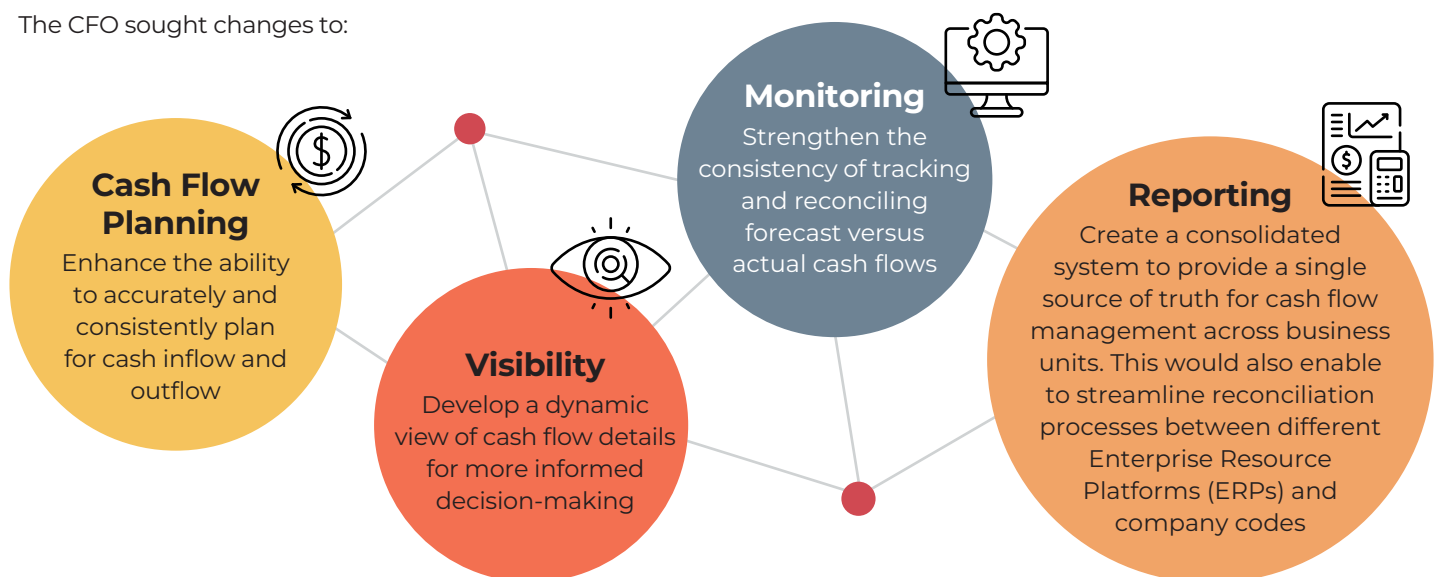 The CFO sought changes to:
Cash Flow
Planning
Enhance the ability
to accurately and
consistently plan
for cash inflow and
outflow
Visibility
Develop a dynamic
view of cash flow details
for more informed
decision-making
Monitoring
Strengthen the
consistency of tracking
and reconciling
forecast versus
actual cash flows
Reporting
Create a consolidated
system to provide a single
source of truth for cash flow
management across business
units. This would also enable
to streamline reconciliation
processes between different
Enterprise Resource
Platforms (ERPs) and
company codes